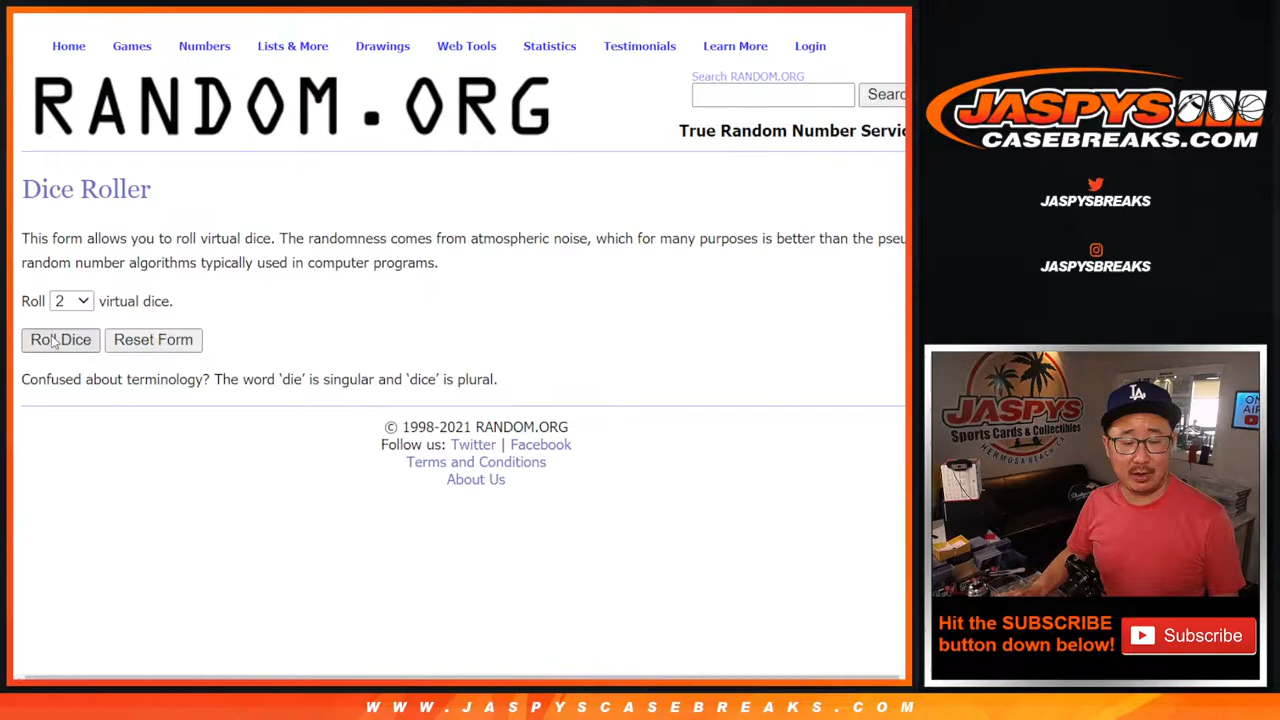 Home Games Numbers Lists & More Drawings Web Tools Statistics Testimonials Learn More Login
RANDOM.ORG
Search RANDOM.ORG
Searc
True Random Number Servic
Dice Roller
This form allows you to roll virtual dice. The randomness comes from atmospheric noise, which for many purposes is better than the pseu
random number algorithms typically used in computer programs.
Roll 2 virtual dice.
Roll Dice Reset Form
Confused about terminology? The word 'die' is singular and 'dice' is plural.
© 1998-2021 RANDOM.ORG
Follow us: Twitter | Facebook
Terms and Conditions
About Us
JASPYS
CASEBREAKS.COM
JASPYSBREAKS
JASPYSBREAKS
JASPYS
Sports Cards & Collectibles
HERMOSA BEACH CA
ON
AIR
LA
Hit the SUBSCRIBE
button down below!
Subscribe
WWW.JASPYSCASEBREAKS.COM